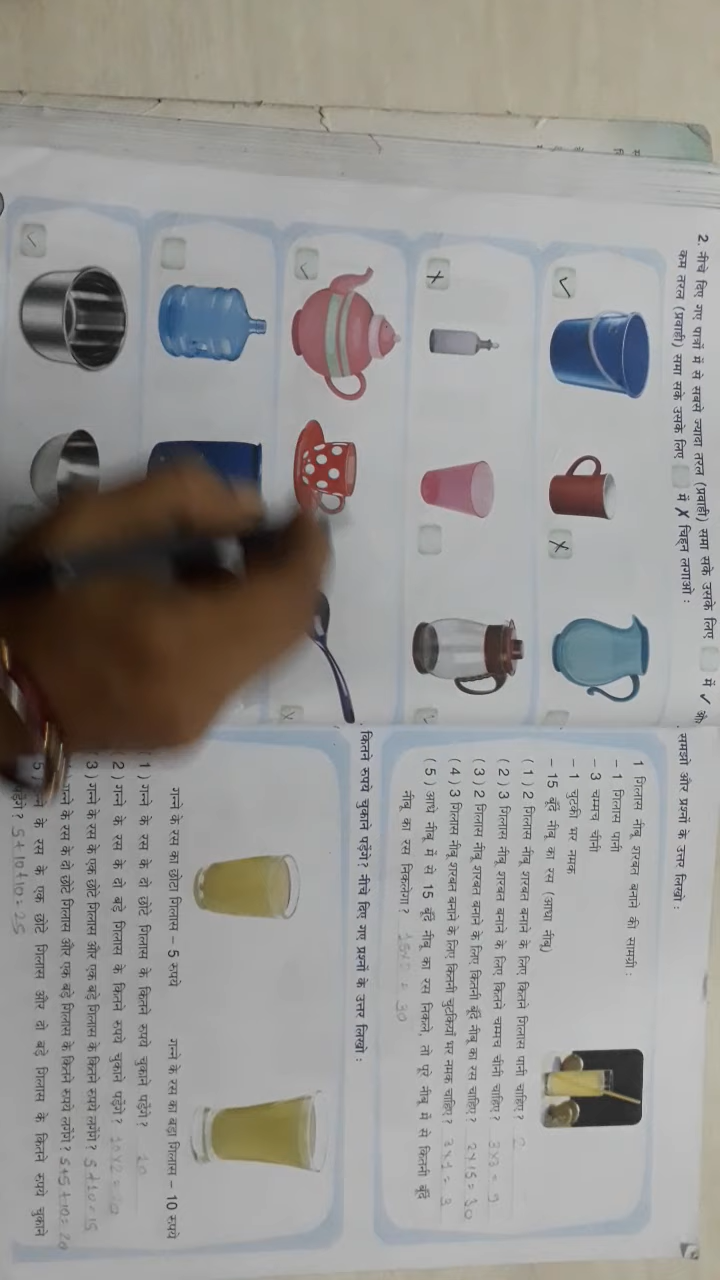 2. नीचे दिए गए पात्रों में से सबसे ज्यादा तरल (प्रवाही) समा सके उसके लिए में ✓ और
कम तरल (प्रवाही) समा सके उसके लिए में ✗ चिह्न लगाओ :
समझो और प्रश्नों के उत्तर लिखो :
1 गिलास नीबू शरबत बनाने की सामग्री :
– 1 गिलास पानी
– 3 चम्मच चीनी
– 1 चुटकी भर नमक
– 15 बूँदें नीबू का रस (आधा नीबू)
(1) 2 गिलास नीबू शरबत बनाने के लिए कितने गिलास पानी चाहिए? 2
(2) 3 गिलास नीबू शरबत बनाने के लिए कितने चम्मच चीनी चाहिए? 3×3 = 9
(3) 2 गिलास नीबू शरबत बनाने के लिए कितनी बूँदें नीबू का रस चाहिए? 2×15 = 30
(4) 3 गिलास नीबू शरबत बनाने के लिए कितनी चुटकियाँ भर नमक चाहिए? 3×1 = 3
(5) आधे नीबू में से 15 बूँदें नीबू का रस निकले, तो पूरे नीबू में से कितनी बूँदें
नीबू का रस निकलेगा? 15×2 = 30
कितने रुपये चुकाने पड़ेंगे? नीचे दिए गए प्रश्नों के उत्तर लिखो :
गन्ने के रस का छोटा गिलास – 5 रुपये
गन्ने के रस का बड़ा गिलास – 10 रुपये
(1) गन्ने के रस के दो छोटे गिलास के कितने रुपये चुकाने पड़ेंगे? 10
(2) गन्ने के रस के दो बड़े गिलास के कितने रुपये चुकाने पड़ेंगे? 10×2 = 20
(3) गन्ने के रस के एक छोटे गिलास और एक बड़े गिलास के कितने रुपये लगेंगे? 5+10=15
गन्ने के रस के दो छोटे गिलास और एक बड़े गिलास के कितने रुपये लगेंगे? 5+5+10=20
5) गन्ने के रस के एक छोटे गिलास और दो बड़े गिलास के कितने रुपये चुकाने
पड़ेंगे? 5+10+10=25